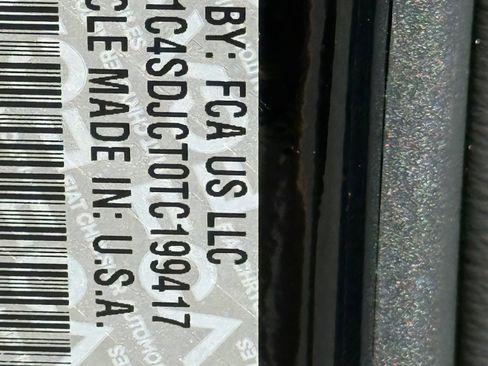 BY: FCA US LLC
1C4SDJCT0TC199417
CLE MADE IN: U.S.A.